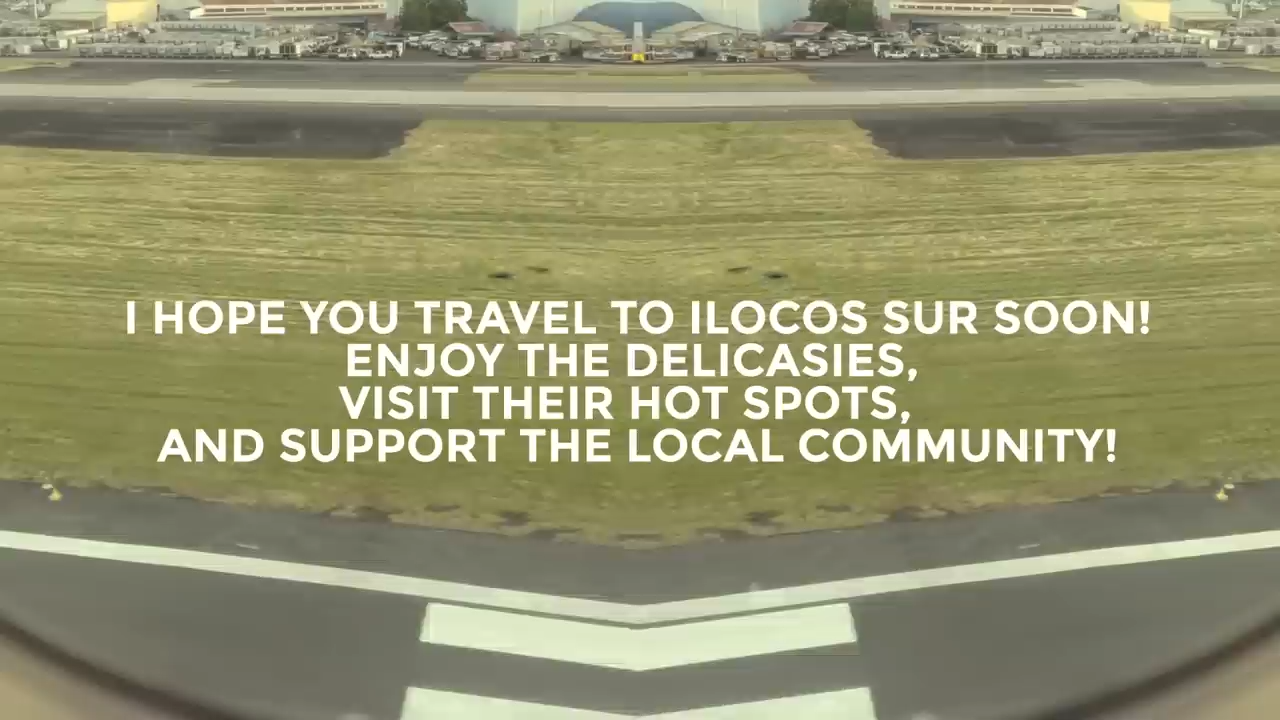 I HOPE YOU TRAVEL TO ILOCOS SUR SOON!
ENJOY THE DELICASIES,
VISIT THEIR HOT SPOTS,
AND SUPPORT THE LOCAL COMMUNITY!